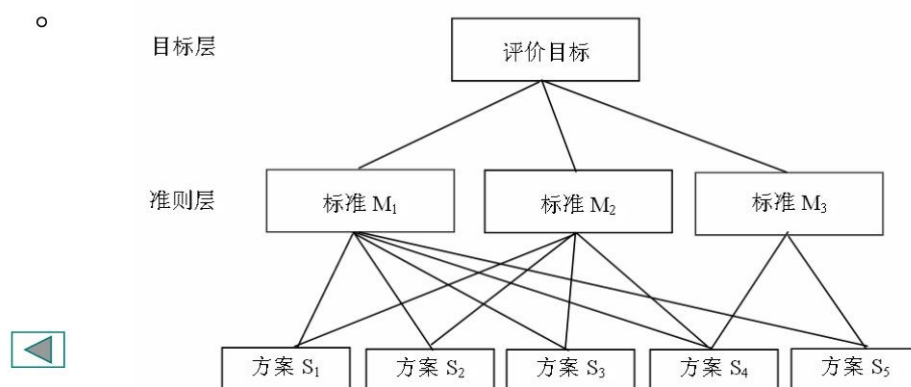 。
目标层
评价目标
准则层
标准 M₁
标准 M₂
标准 M₃
方案 S₁
方案 S₂
方案 S₃
方案 S₄
方案 S₅